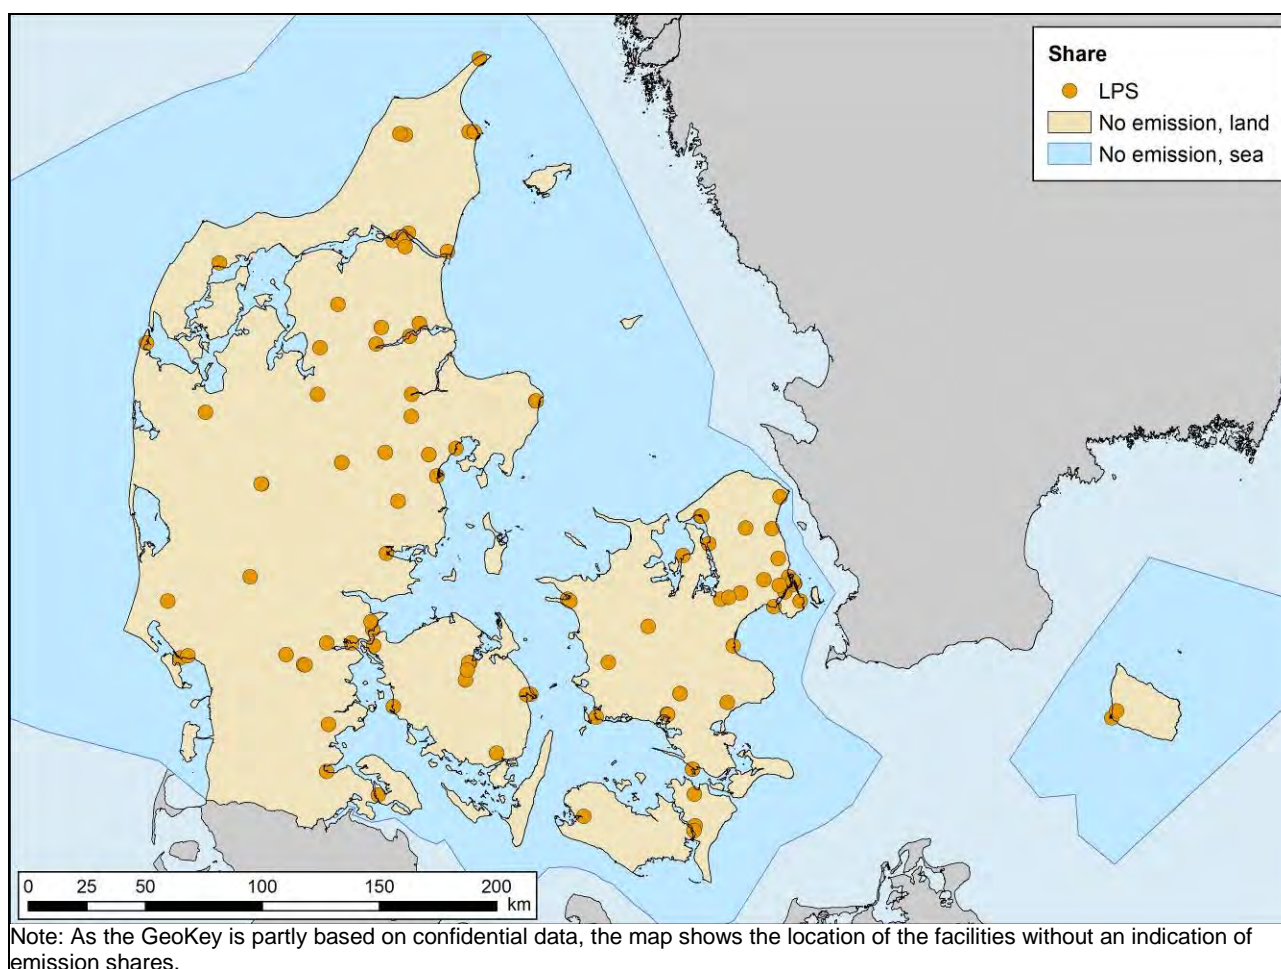 Share
LPS
No emission, land
No emission, sea
0 25 50 100 150 200
km
Note: As the GeoKey is partly based on confidential data, the map shows the location of the facilities without an indication of
emission shares.